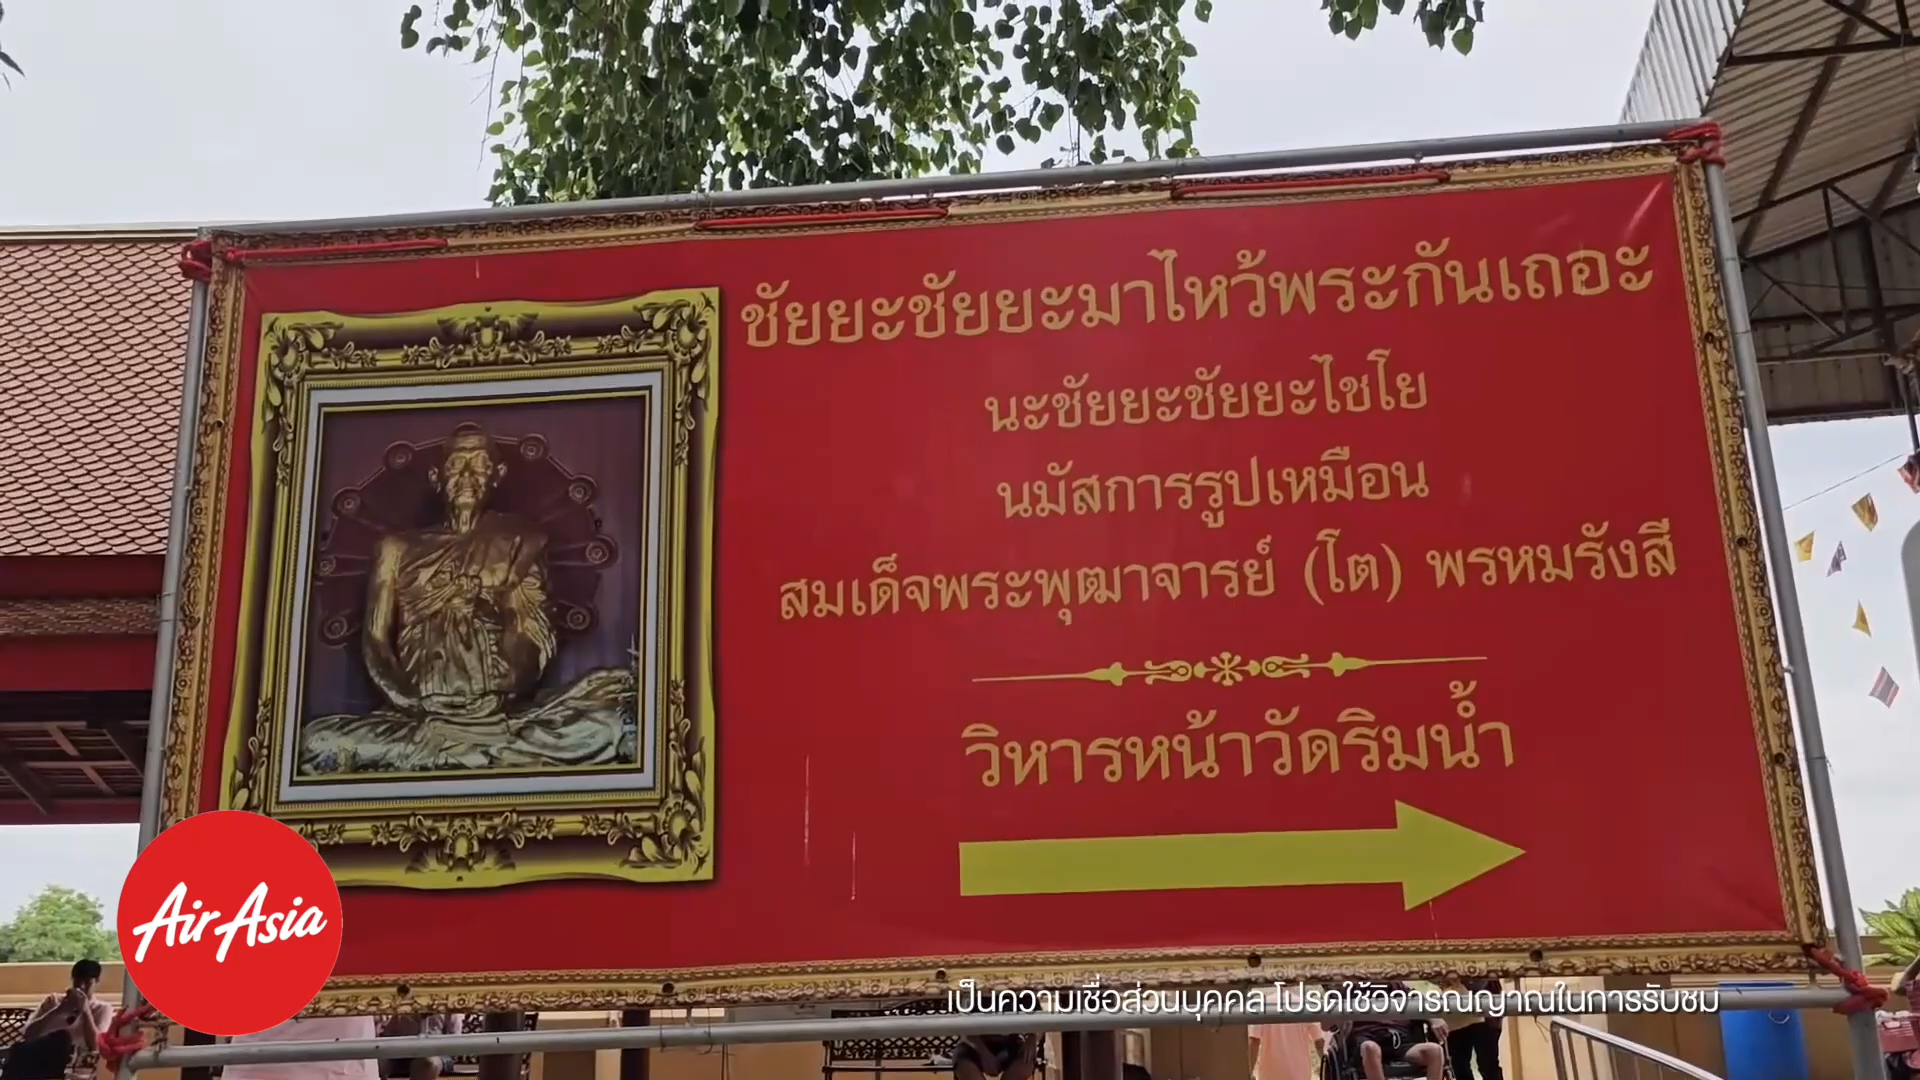 ชัยยะชัยยะมาไหว้พระกันเถอะ
นะชัยยะชัยยะไชโย
นมัสการรูปเหมือน
สมเด็จพระพุฒาจารย์ (โต) พรหมรังสี
วิหารหน้าวัดริมน้ำ
AirAsia
เป็นความเชื่อส่วนบุคคล โปรดใช้วิจารณญาณในการรับชม